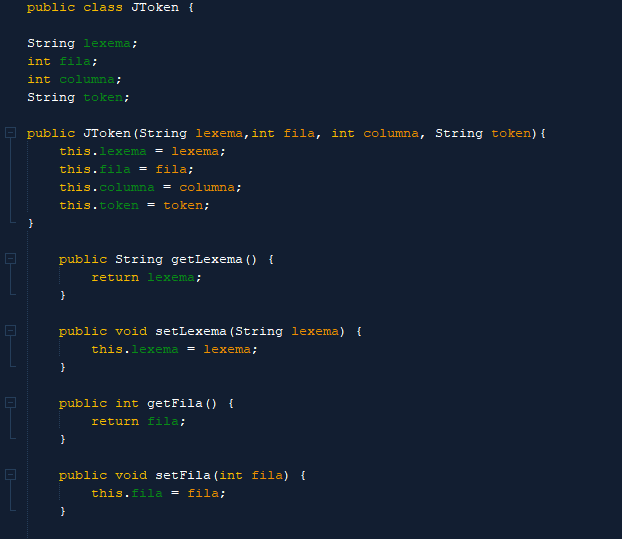 public class JToken {
String lexema;
int fila;
int columna;
String token;
public JToken(String lexema,int fila, int columna, String token){
this.lexema = lexema;
this.fila = fila;
this.columna = columna;
this.token = token;
}
public String getLexema() {
return lexema;
}
public void setLexema(String lexema) {
this.lexema = lexema;
}
public int getFila() {
return fila;
}
public void setFila(int fila) {
this.fila = fila;
}